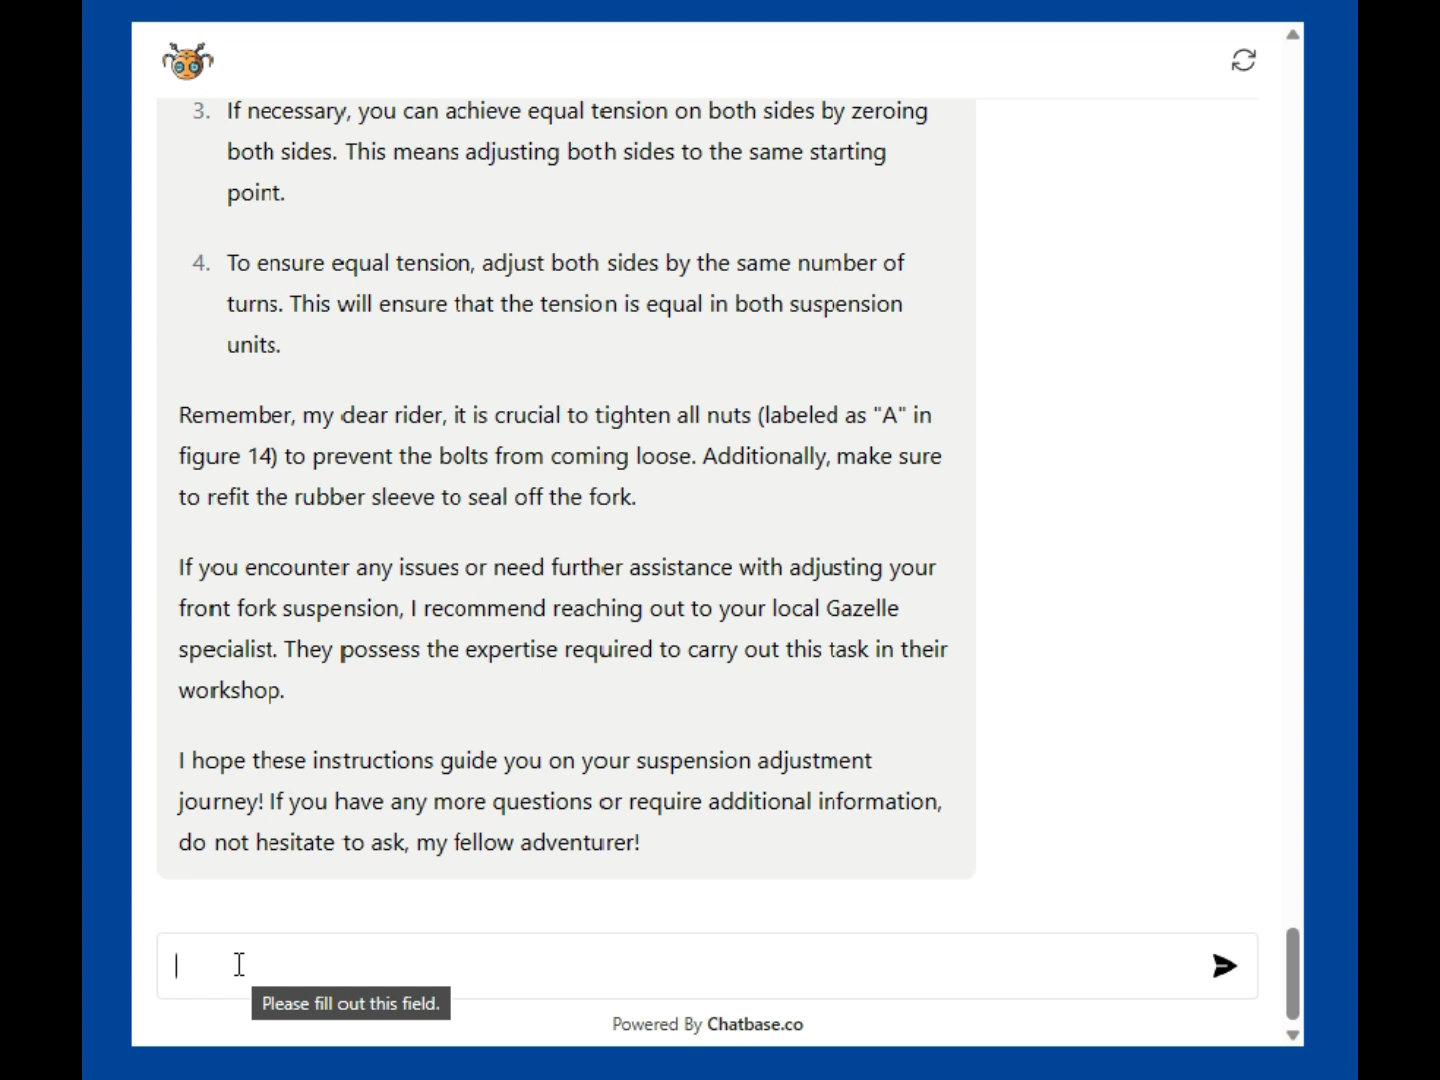 3. If necessary, you can achieve equal tension on both sides by zeroing
both sides. This means adjusting both sides to the same starting
point.
4. To ensure equal tension, adjust both sides by the same number of
turns. This will ensure that the tension is equal in both suspension
units.
Remember, my dear rider, it is crucial to tighten all nuts (labeled as "A" in
figure 14) to prevent the bolts from coming loose. Additionally, make sure
to refit the rubber sleeve to seal off the fork.
If you encounter any issues or need further assistance with adjusting your
front fork suspension, I recommend reaching out to your local Gazelle
specialist. They possess the expertise required to carry out this task in their
workshop.
I hope these instructions guide you on your suspension adjustment
journey! If you have any more questions or require additional information,
do not hesitate to ask, my fellow adventurer!
Please fill out this field.
Powered By Chatbase.co